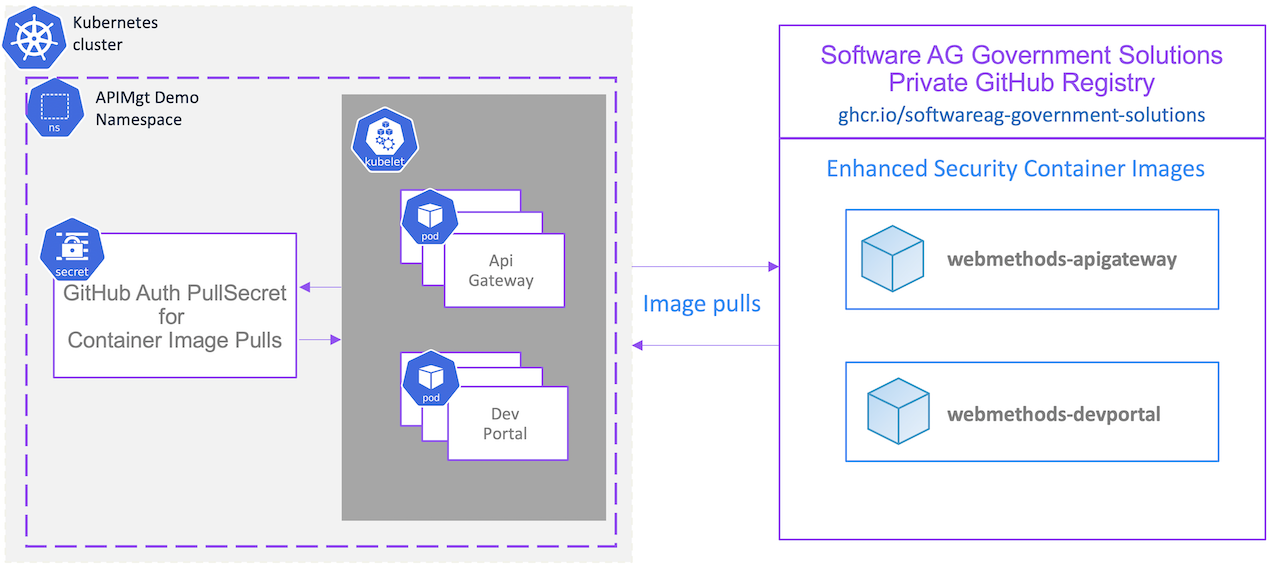 Kubernetes
cluster
APIMgt Demo
Namespace
ns
kubelet
secret
GitHub Auth PullSecret
for
Container Image Pulls
pod
Api
Gateway
pod
Dev
Portal
Image pulls
Software AG Government Solutions
Private GitHub Registry
ghcr.io/softwareag-government-solutions
Enhanced Security Container Images
webmethods-apigateway
webmethods-devportal